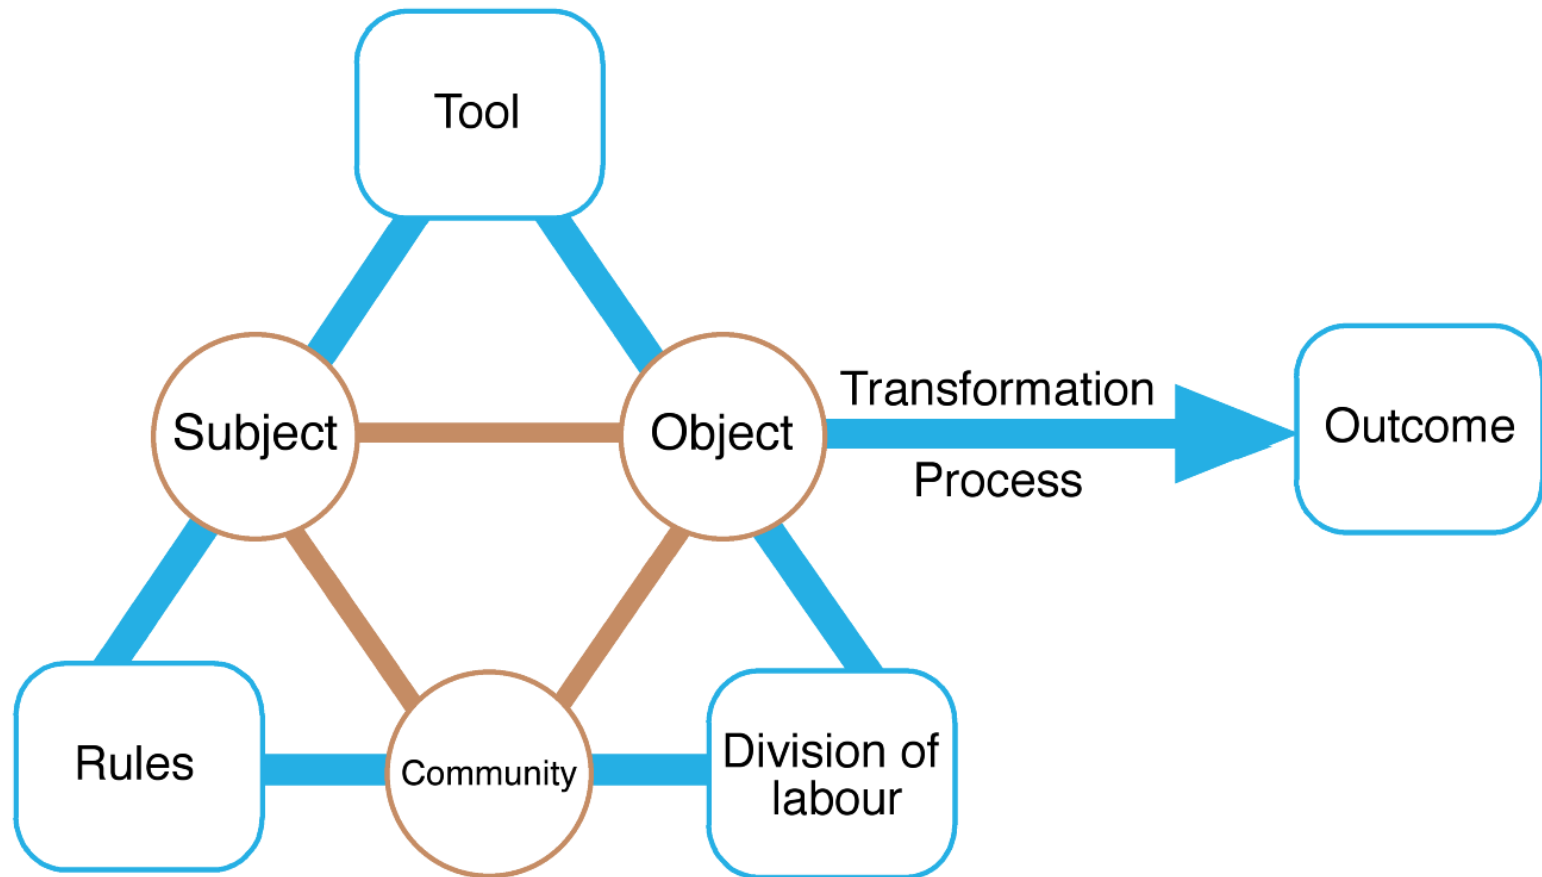 Tool
Subject
Object
Transformation
Process
Outcome
Rules
Community
Division of
labour